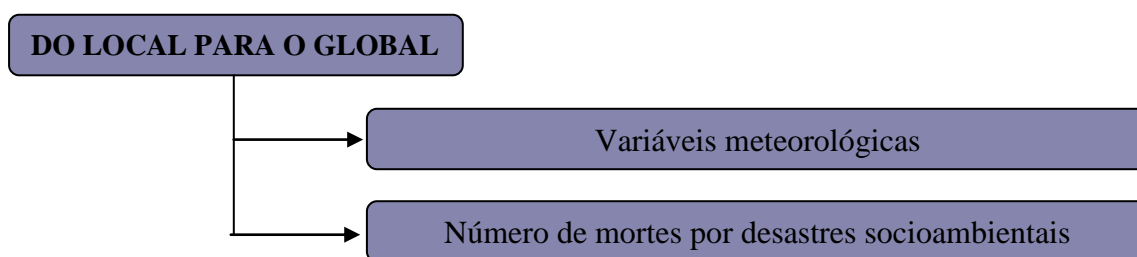 DO LOCAL PARA O GLOBAL
Variáveis meteorológicas
Número de mortes por desastres socioambientais